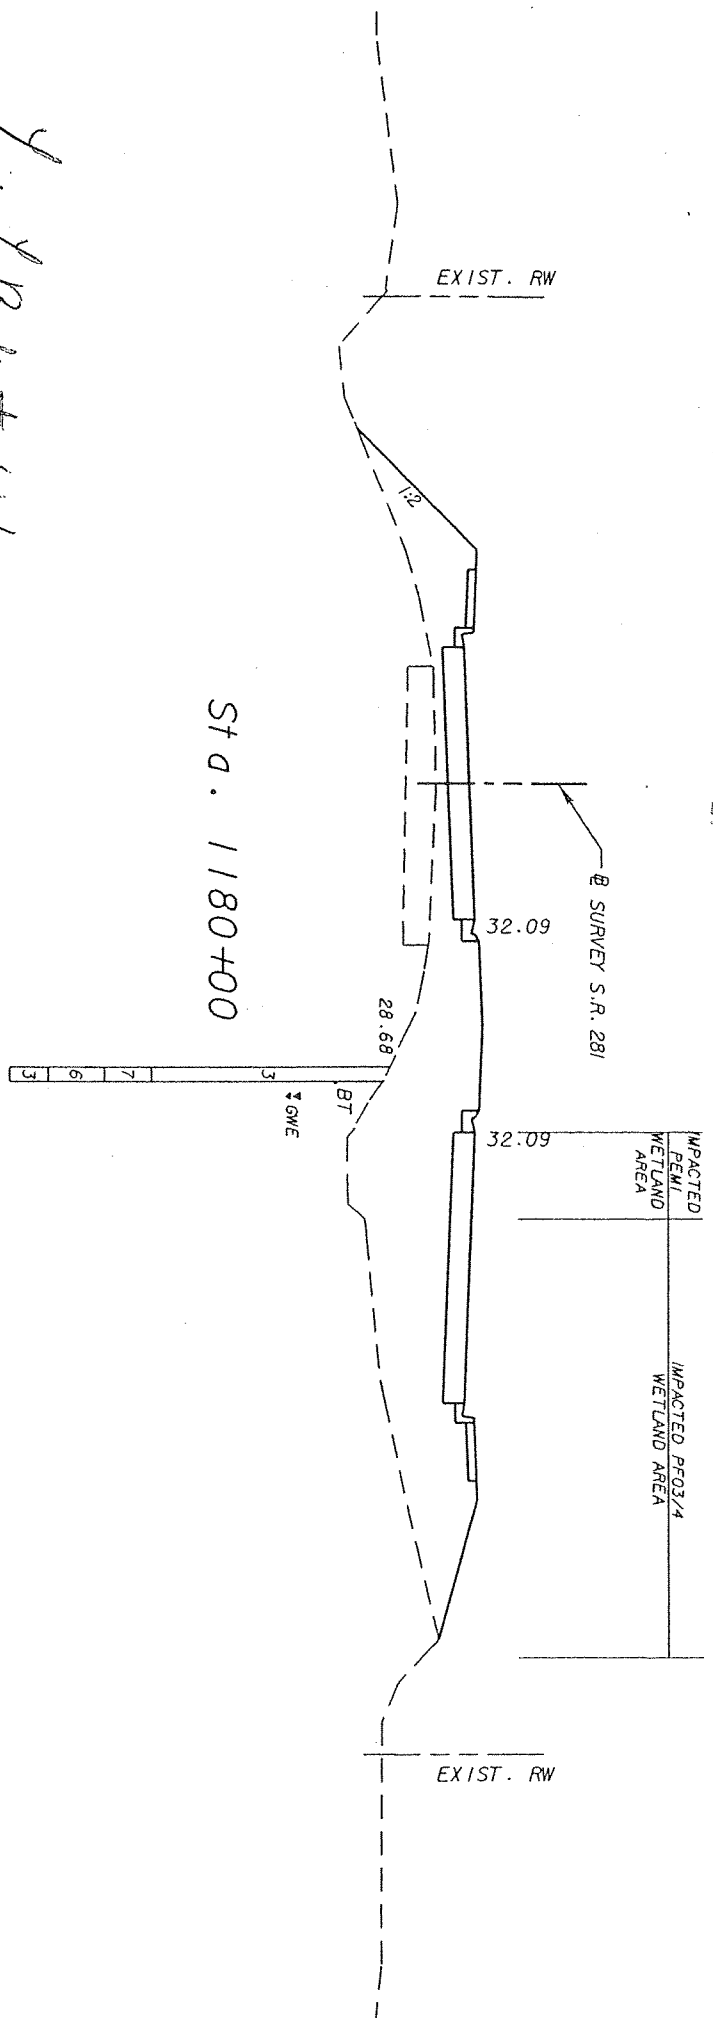 EXIST. RW
1:2
B SURVEY S.R. 281
32.09
Sta. 1180+00
28.68
3
7
6
3
BT
GWE
32.09
IMPACTED
PEM1
WETLAND
AREA
IMPACTED PFO3/4
WETLAND AREA
EXIST. RW